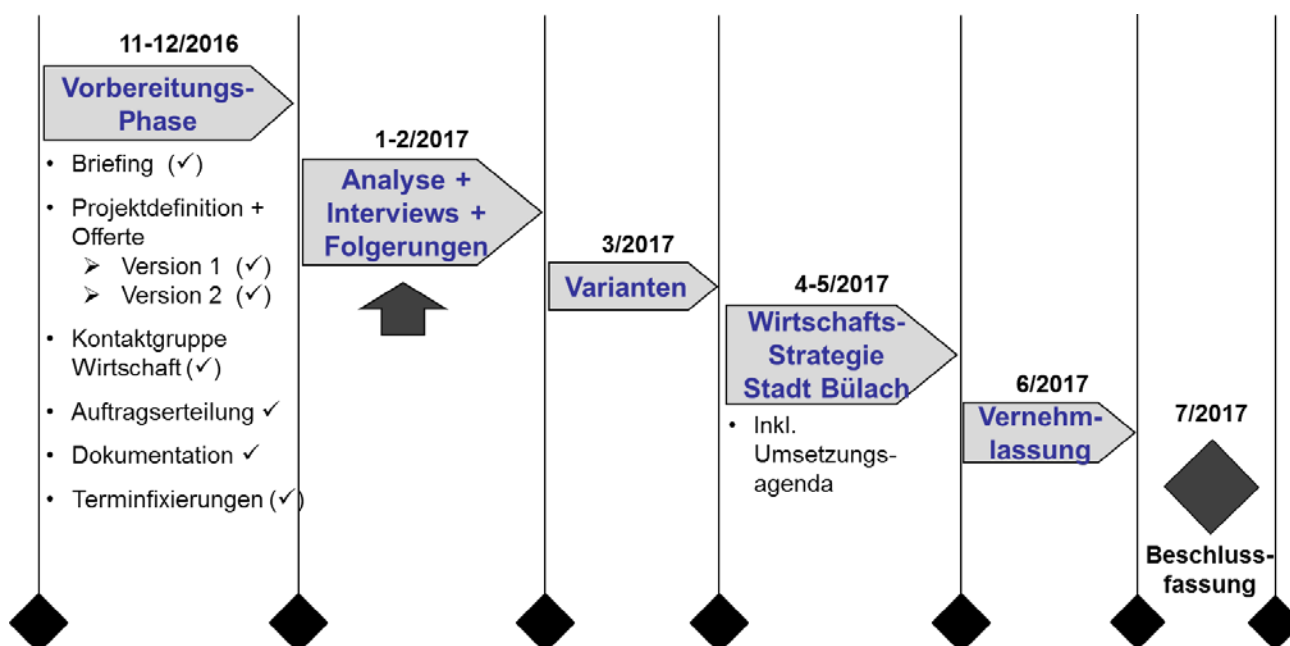 11-12/2016
Vorbereitungs-
Phase
• Briefing (✓)
• Projektdefinition +
Offerte
➢ Version 1 (✓)
➢ Version 2 (✓)
• Kontaktgruppe
Wirtschaft (✓)
• Auftragserteilung ✓
• Dokumentation ✓
• Terminfixierungen (✓)
1-2/2017
Analyse +
Interviews +
Folgerungen
3/2017
Varianten
4-5/2017
Wirtschafts-
Strategie
Stadt Bülach
• Inkl.
Umsetzungs-
agenda
6/2017
Vernehm-
lassung
7/2017
Beschluss-
fassung